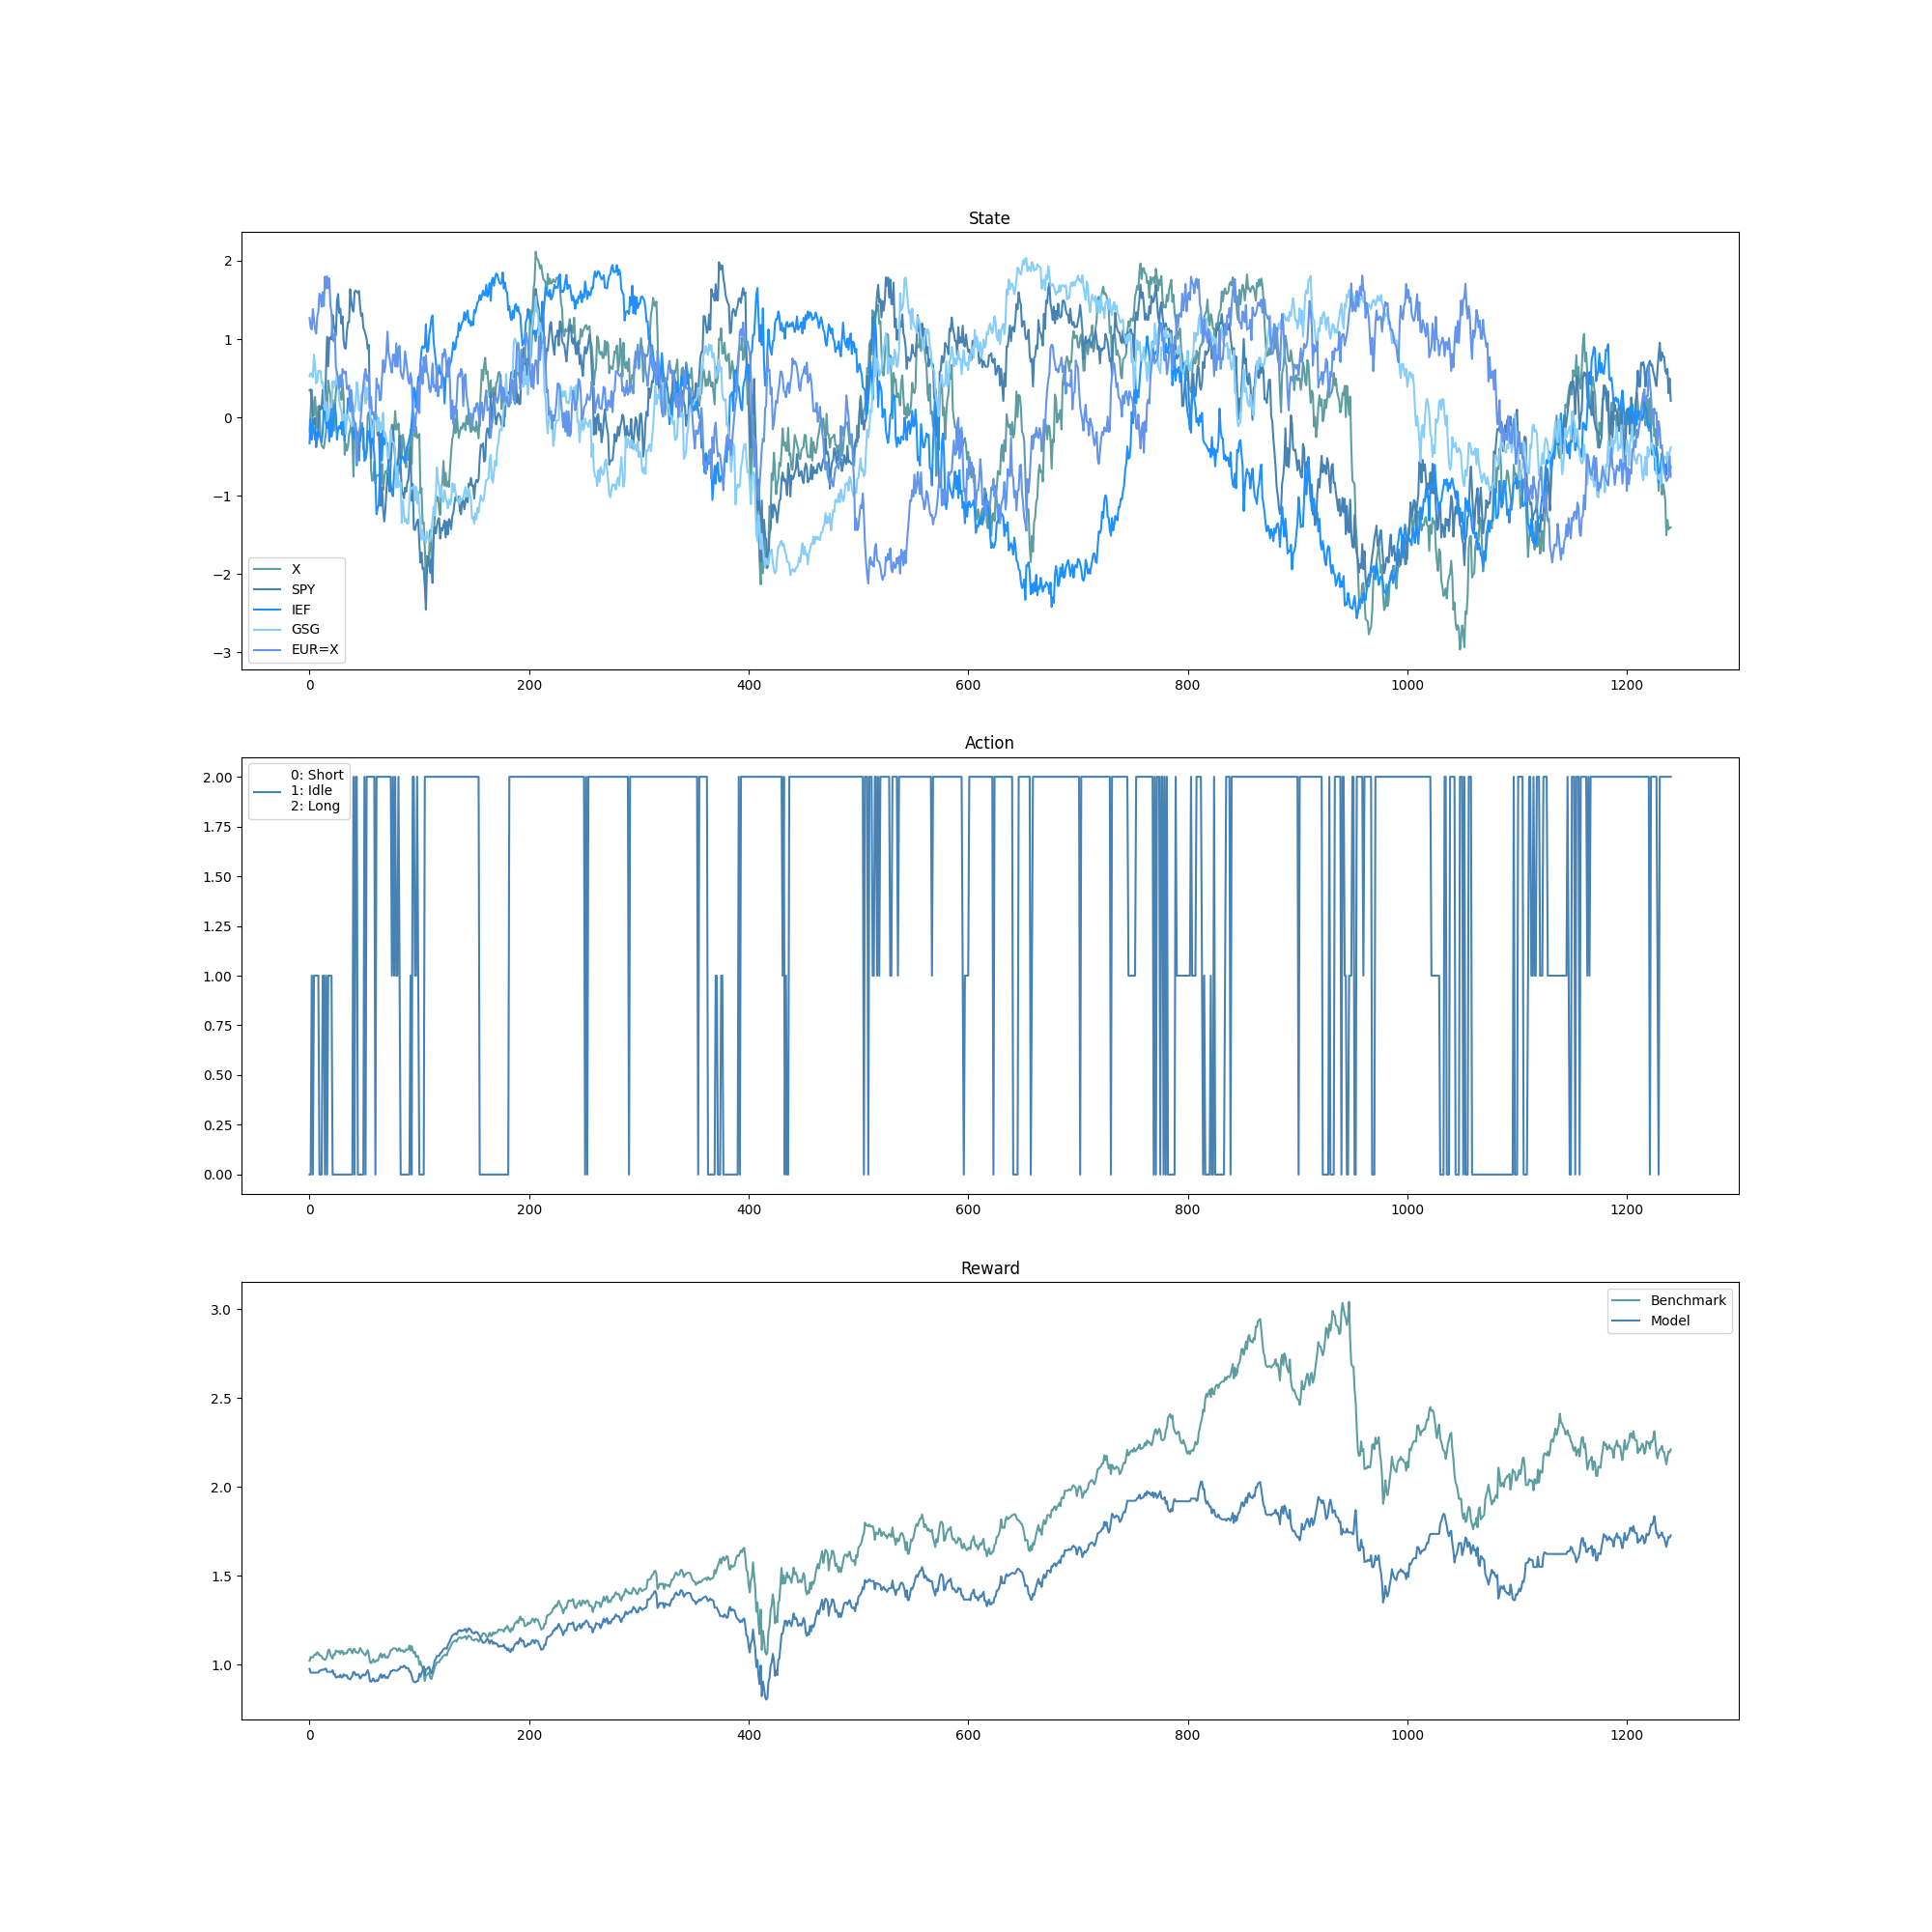 State
2
1
0
−1
−2
−3
X
SPY
IEF
GSG
EUR=X
0 200 400 600 800 1000 1200
Action
2.00
1.75
1.50
1.25
1.00
0.75
0.50
0.25
0.00
0: Short
1: Idle
2: Long
0 200 400 600 800 1000 1200
Reward
3.0
2.5
2.0
1.5
1.0
Benchmark
Model
0 200 400 600 800 1000 1200